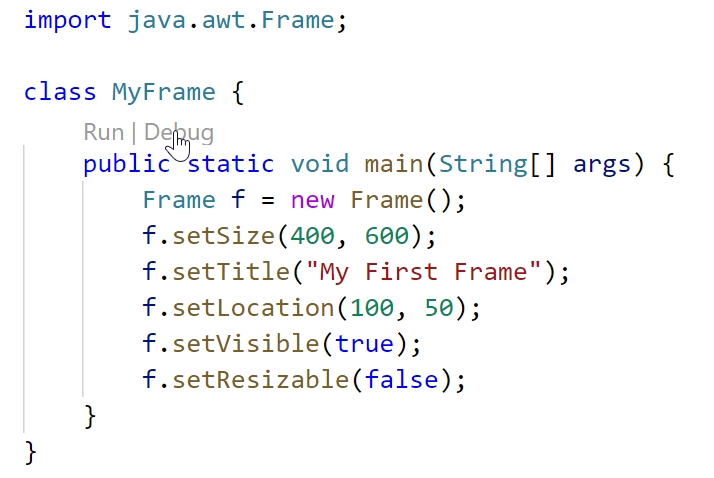 import java.awt.Frame;
class MyFrame {
Run | Debug
public static void main(String[] args) {
Frame f = new Frame();
f.setSize(400, 600);
f.setTitle("My First Frame");
f.setLocation(100, 50);
f.setVisible(true);
f.setResizable(false);
}
}